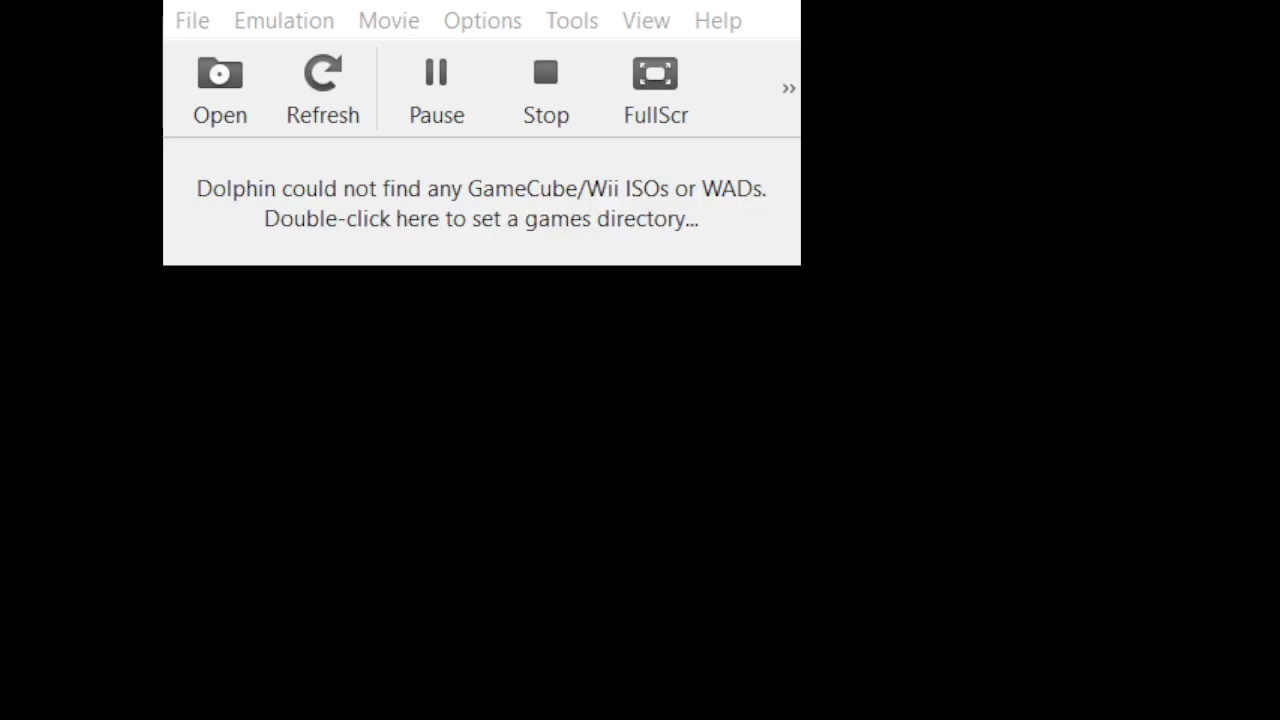 File Emulation Movie Options Tools View Help
Open Refresh Pause Stop FullScr »
Dolphin could not find any GameCube/Wii ISOs or WADs.
Double-click here to set a games directory...